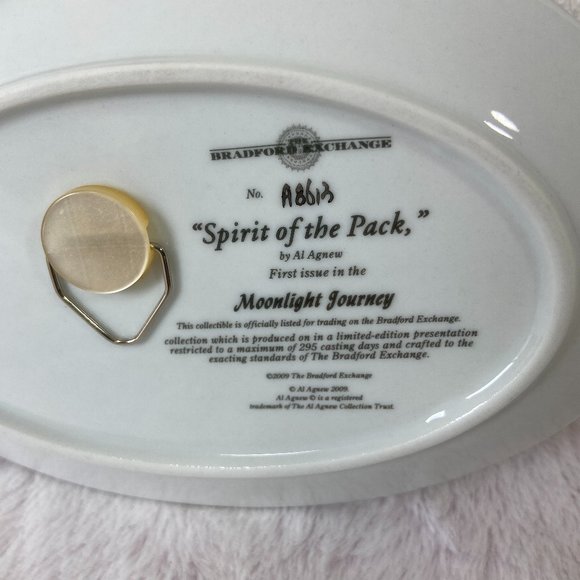 BRADFORD EXCHANGE
No. A8613
"Spirit of the Pack,"
by Al Agnew
First issue in the
Moonlight Journey
This collectible is officially listed for trading on the Bradford Exchange.
collection which is produced on in a limited-edition presentation
restricted to a maximum of 295 casting days and crafted to the
exacting standards of The Bradford Exchange.
©2009 The Bradford Exchange
© Al Agnew 2009.
Al Agnew © is a registered
trademark of The Al Agnew Collection Trust.